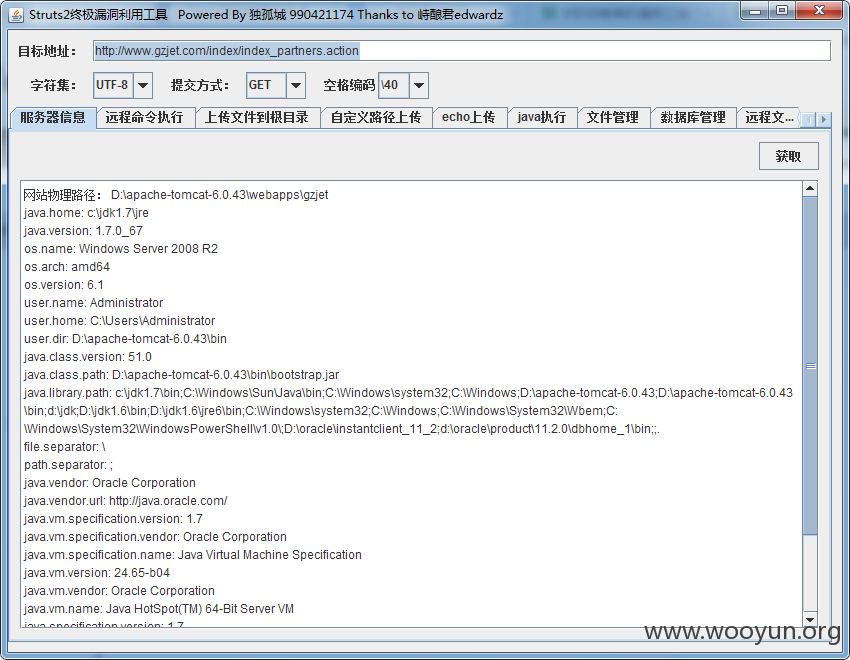 Struts2终极漏洞利用工具 Powered By 独孤城 990421174 Thanks to 峙酿君edwardz
目标地址： http://www.gzjet.com/index/index_partners.action
字符集： UTF-8 提交方式： GET 空格编码 \40
服务器信息 远程命令执行 上传文件到根目录 自定义路径上传 echo上传 java执行 文件管理 数据库管理 远程文...
获取
网站物理路径： D:\apache-tomcat-6.0.43\webapps\gzjet
java.home: c:\jdk1.7\jre
java.version: 1.7.0_67
os.name: Windows Server 2008 R2
os.arch: amd64
os.version: 6.1
user.name: Administrator
user.home: C:\Users\Administrator
user.dir: D:\apache-tomcat-6.0.43\bin
java.class.version: 51.0
java.class.path: D:\apache-tomcat-6.0.43\bin\bootstrap.jar
java.library.path: c:\jdk1.7\bin;C:\Windows\Sun\Java\bin;C:\Windows\system32;C:\Windows;D:\apache-tomcat-6.0.43;D:\apache-tomcat-6.0.43
\bin;d:\jdk;D:\jdk1.6\bin;D:\jdk1.6\jre6\bin;C:\Windows\system32;C:\Windows;C:\Windows\System32\Wbem;C:
\Windows\System32\WindowsPowerShell\v1.0\;D:\oracle\instantclient_11_2;d:\oracle\product\11.2.0\dbhome_1\bin;;.
file.separator: \
path.separator: ;
java.vendor: Oracle Corporation
java.vendor.url: http://java.oracle.com/
java.vm.specification.version: 1.7
java.vm.specification.vendor: Oracle Corporation
java.vm.specification.name: Java Virtual Machine Specification
java.vm.version: 24.65-b04
java.vm.vendor: Oracle Corporation
java.vm.name: Java HotSpot(TM) 64-Bit Server VM
java.specification.version: 1.7
www.wooyun.org